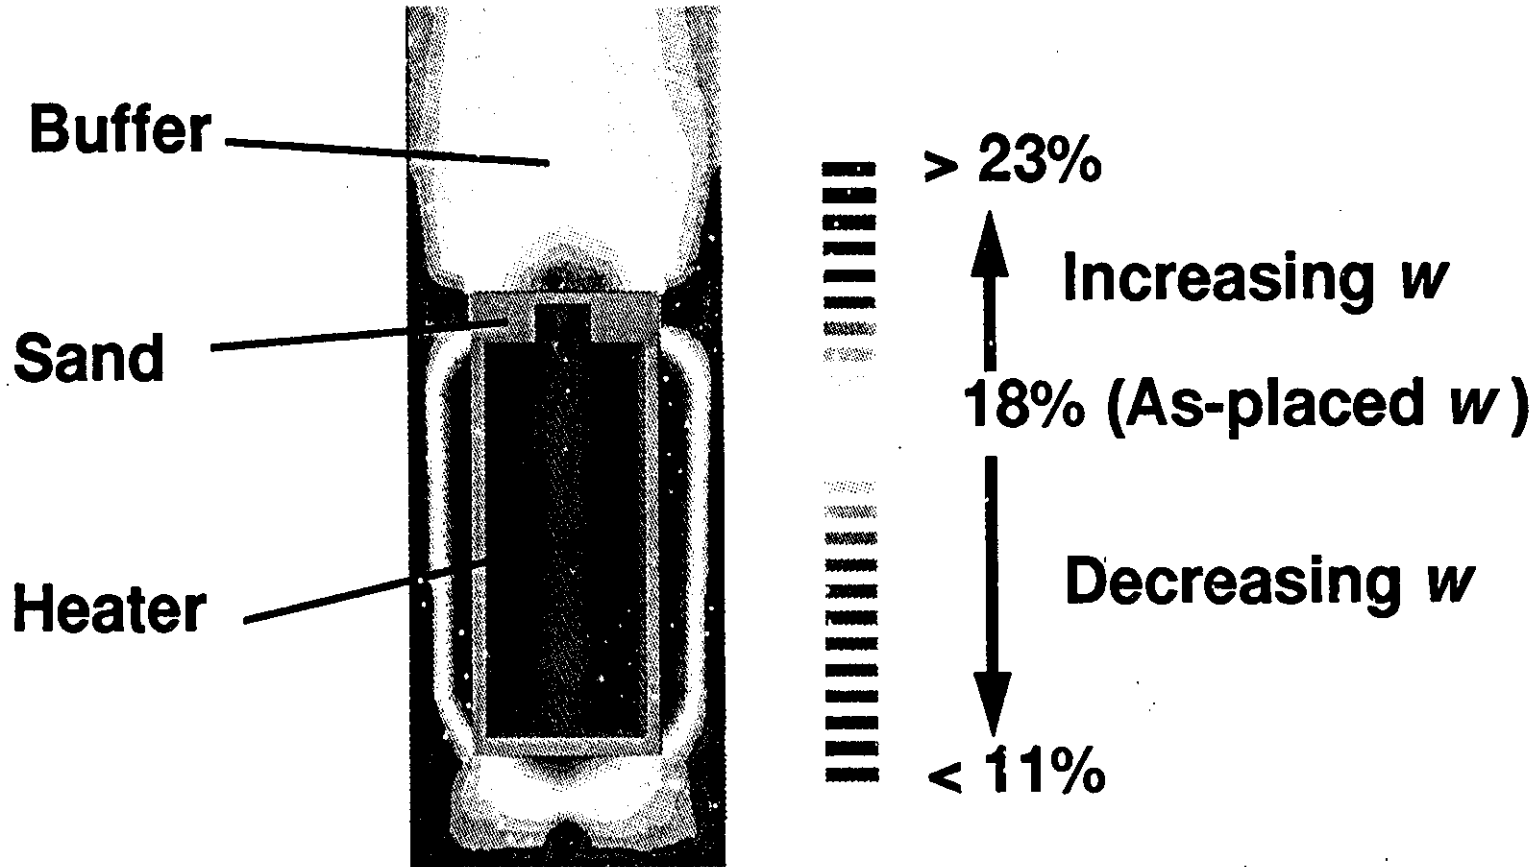 Buffer
> 23%
Increasing w
Sand
18% (As-placed w)
Decreasing w
Heater
< 11%